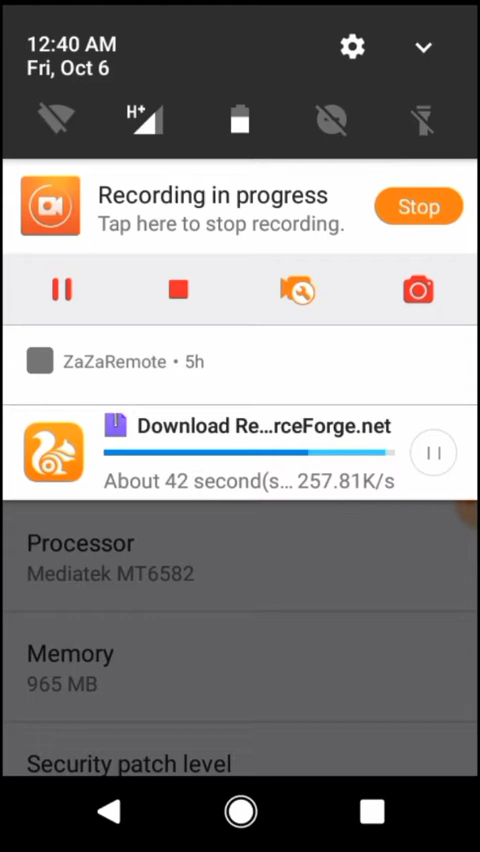 12:40 AM
Fri, Oct 6
H+
Recording in progress
Tap here to stop recording.
Stop
ZaZaRemote • 5h
Download Re...rceForge.net
About 42 second(s... 257.81K/s
Processor
Mediatek MT6582
Memory
965 MB
Security patch level